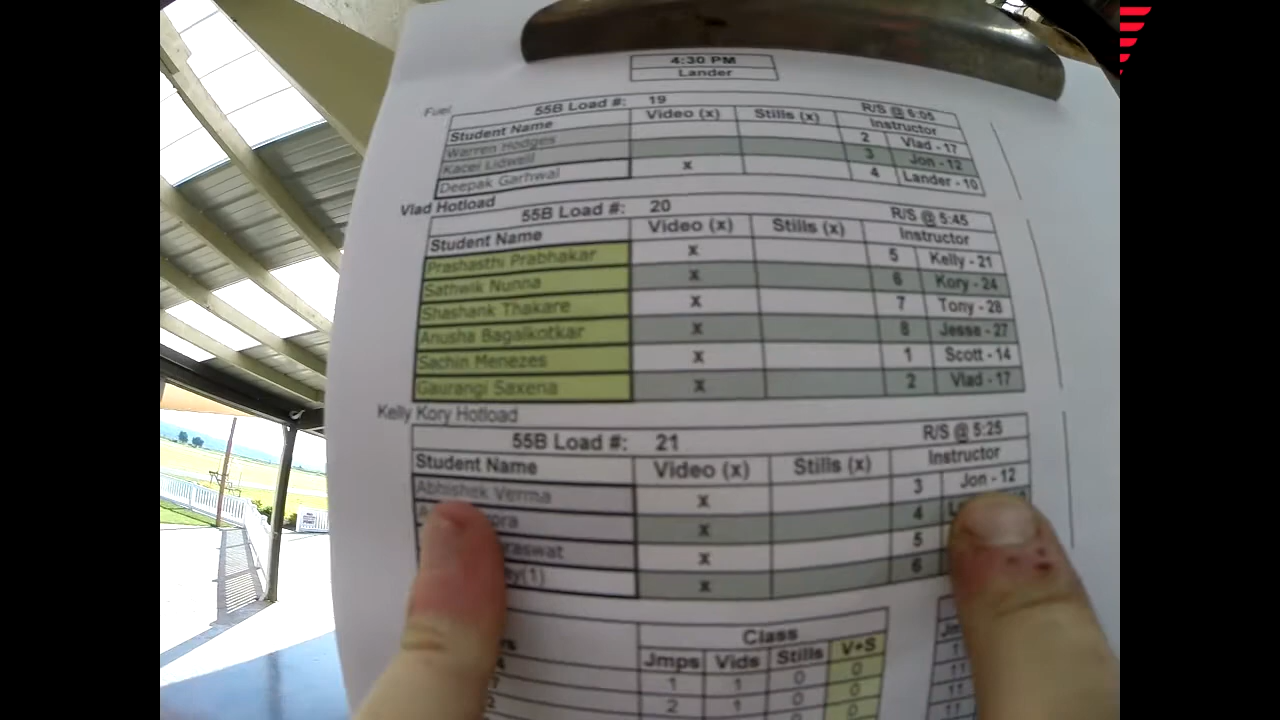 4:30 PM
Lander
Fuel
55B Load #: 19 R/S @ 5:05
Student Name Video (x) Stills (x) Instructor
Warren Hodges 2 Vlad - 17
Kacei Lidwell 3 Jon - 12
Deepak Garhwal x 4 Lander - 10
Vlad Hotload
55B Load #: 20 R/S @ 5:45
Student Name Video (x) Stills (x) Instructor
Prashasthi Prabhakar x 5 Kelly - 21
Sathwik Nunna x 6 Kory - 24
Shashank Thakare x 7 Tony - 28
Anusha Bagalkotkar x 8 Jesse - 27
Sachin Menezes x 1 Scott - 14
Gaurangi Saxena x 2 Vlad - 17
Kelly Kory Hotload
55B Load #: 21 R/S @ 5:25
Student Name Video (x) Stills (x) Instructor
Abhishek Verma x 3 Jon - 12
x 4
x 5
x 6
Class
Jmps Vids Stills V+S
1 1 0 0
2 1 0 0
0